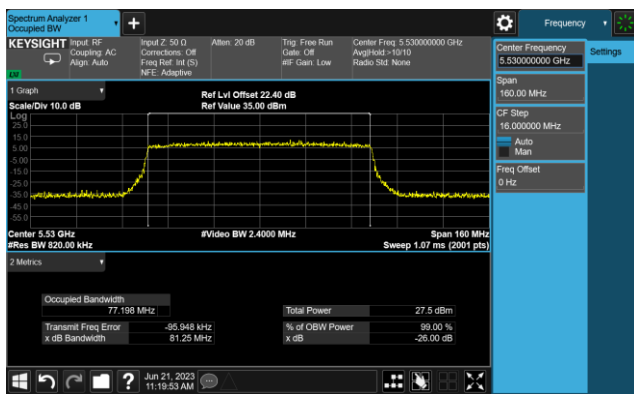 Spectrum Analyzer 1
Occupied BW
+
Frequency
KEYSIGHT
Input: RF
Coupling: AC
Align: Auto
Input Z: 50 Ω
Corrections: Off
Freq Ref: Int (S)
NFE: Adaptive
Atten: 20 dB
Trig: Free Run
Gate: Off
#IF Gain: Low
Center Freq: 5.530000000 GHz
Avg|Hold:>10/10
Radio Std: None
LXI
Center Frequency
5.530000000 GHz
Settings
Span
160.00 MHz
CF Step
16.000000 MHz
Auto
Man
Freq Offset
0 Hz
1 Graph
Scale/Div 10.0 dB
Ref Lvl Offset 22.40 dB
Ref Value 35.00 dBm
Log
25.0
15.0
5.00
-5.00
-15.0
-25.0
-35.0
-45.0
-55.0
Center 5.53 GHz
#Res BW 820.00 kHz
#Video BW 2.4000 MHz
Span 160 MHz
Sweep 1.07 ms (2001 pts)
2 Metrics
Occupied Bandwidth
77.198 MHz
Total Power
27.5 dBm
Transmit Freq Error
-95.948 kHz
% of OBW Power
99.00 %
x dB Bandwidth
81.25 MHz
x dB
-26.00 dB
?
Jun 21, 2023
11:19:53 AM